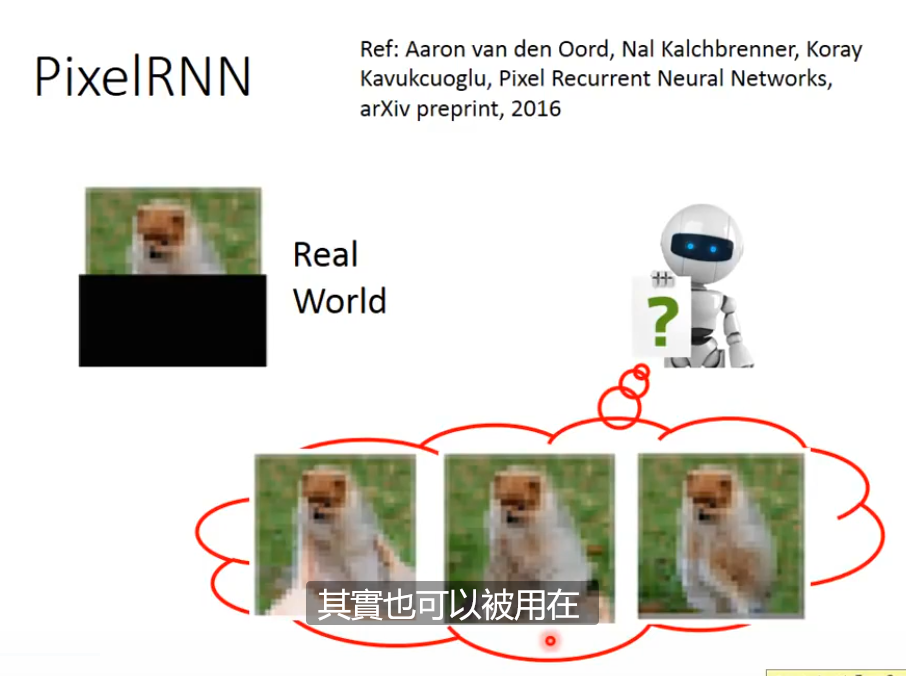 PixelRNN
Ref: Aaron van den Oord, Nal Kalchbrenner, Koray
Kavukcuoglu, Pixel Recurrent Neural Networks,
arXiv preprint, 2016
Real
World
?
其實也可以被用在